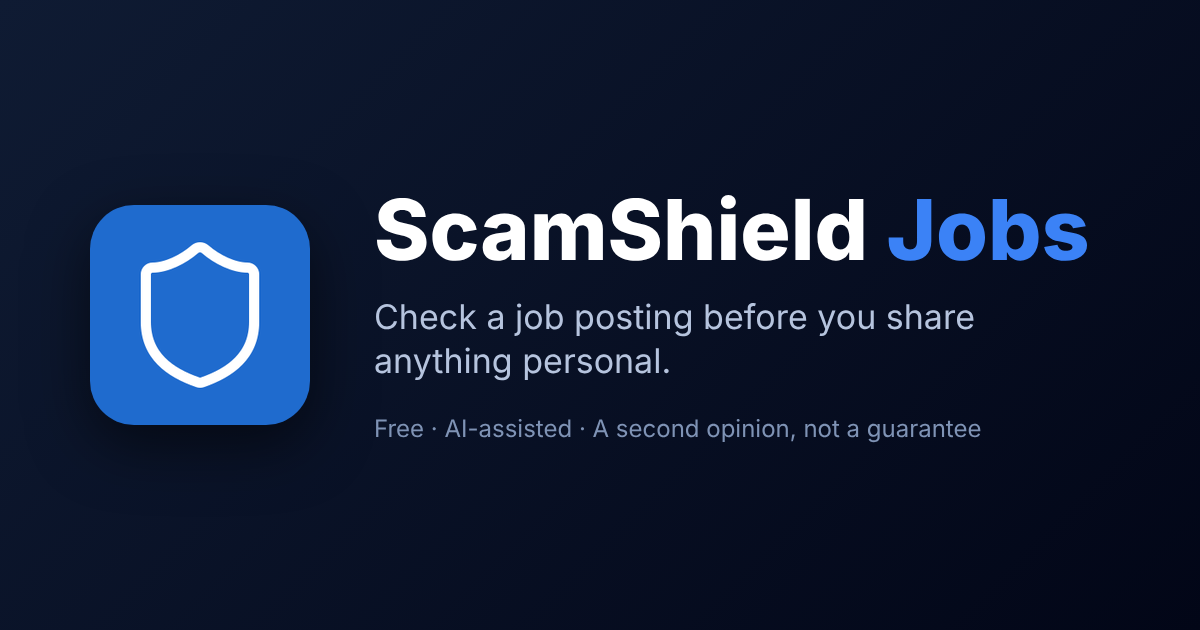 ScamShield Jobs
Check a job posting before you share
anything personal.
Free · AI-assisted · A second opinion, not a guarantee